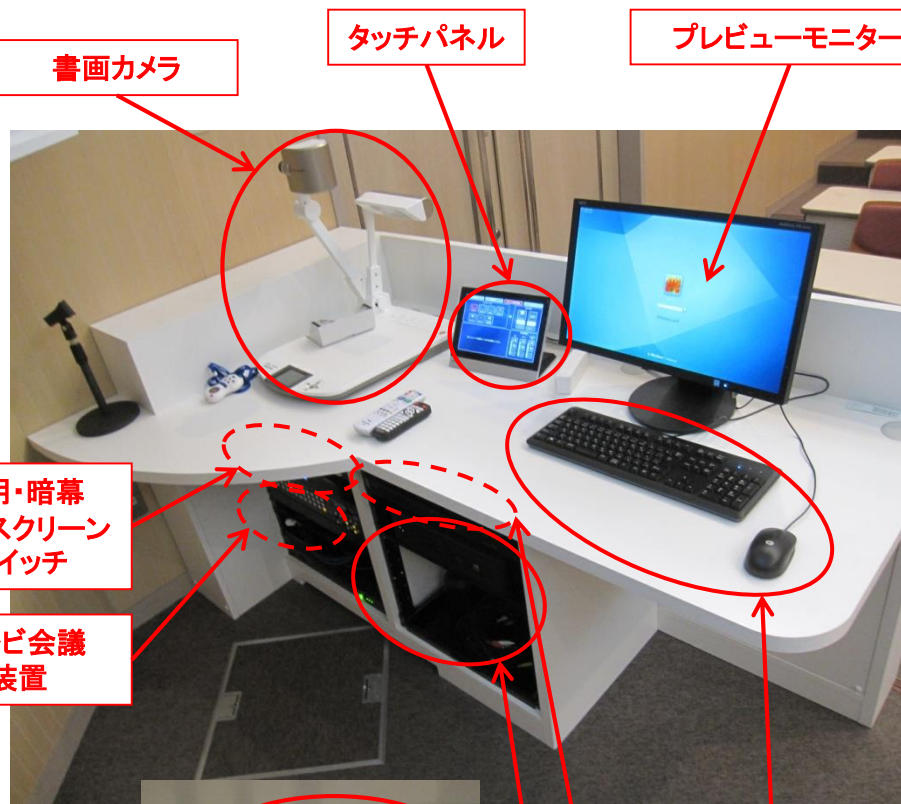 書画カメラ
タッチパネル
プレビューモニター
明・暗幕
スクリーン
イッチ
ビ会議
装置